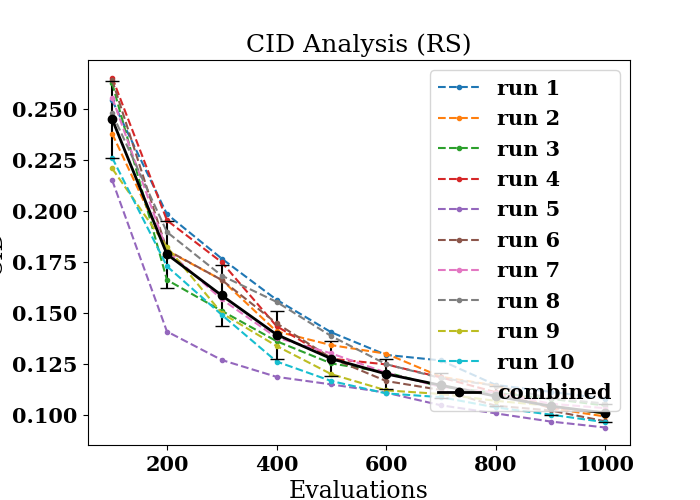 CID Analysis (RS)
0.250
0.225
0.200
0.175
0.150
0.125
0.100
200
400
600
800
1000
Evaluations
run 1
run 2
run 3
run 4
run 5
run 6
run 7
run 8
run 9
run 10
combined